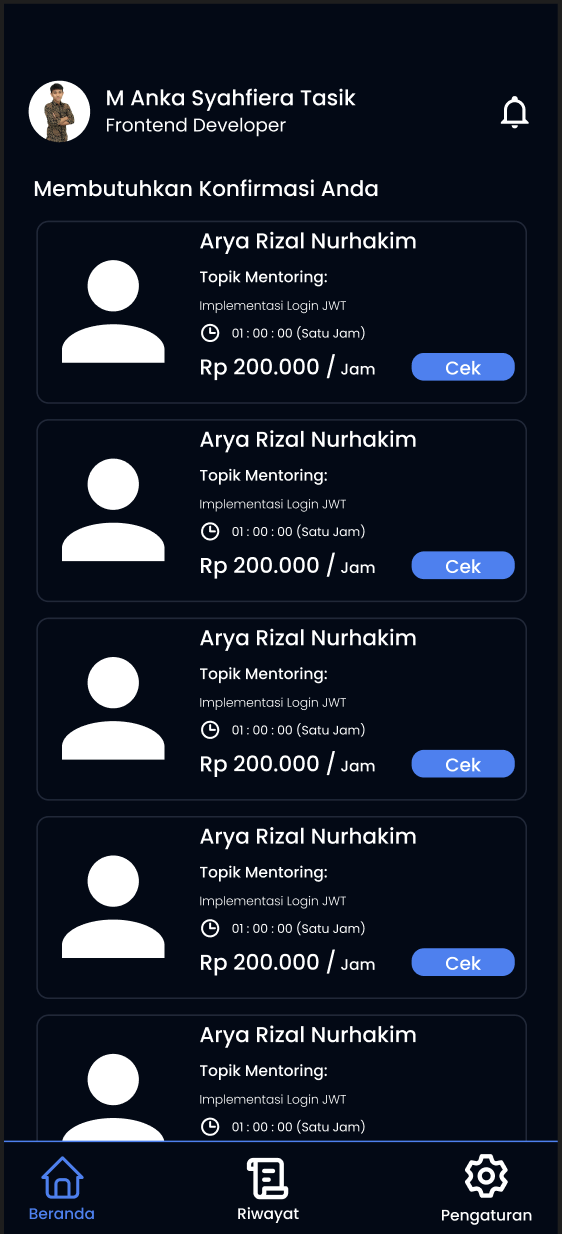 M Anka Syahfiera Tasik
Frontend Developer
Membutuhkan Konfirmasi Anda
Arya Rizal Nurhakim
Topik Mentoring:
Implementasi Login JWT
01 : 00 : 00 (Satu Jam)
Rp 200.000 / Jam
Cek
Arya Rizal Nurhakim
Topik Mentoring:
Implementasi Login JWT
01 : 00 : 00 (Satu Jam)
Rp 200.000 / Jam
Cek
Arya Rizal Nurhakim
Topik Mentoring:
Implementasi Login JWT
01 : 00 : 00 (Satu Jam)
Rp 200.000 / Jam
Cek
Arya Rizal Nurhakim
Topik Mentoring:
Implementasi Login JWT
01 : 00 : 00 (Satu Jam)
Rp 200.000 / Jam
Cek
Arya Rizal Nurhakim
Topik Mentoring:
Implementasi Login JWT
01 : 00 : 00 (Satu Jam)
Beranda
Riwayat
Pengaturan